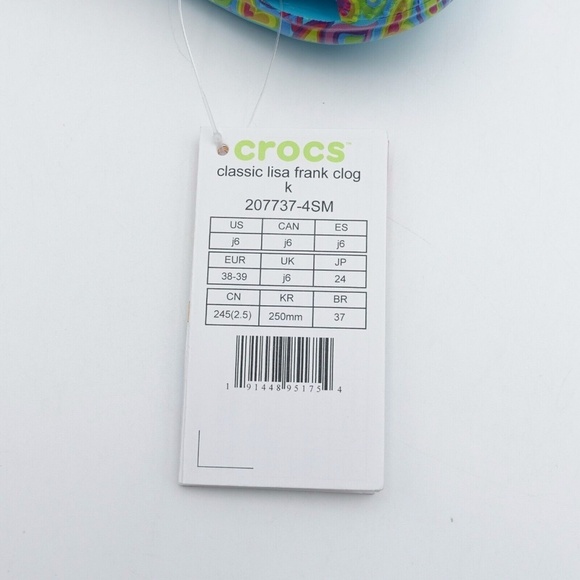 crocs™
classic lisa frank clog
k
207737-4SM
US CAN ES
j6 j6 j6
EUR UK JP
38-39 j6 24
CN KR BR
245(2.5) 250mm 37
1 91448 95175 4